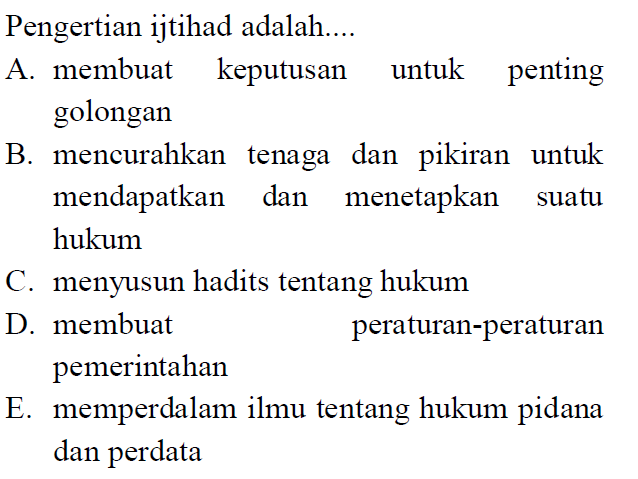 Pengertian ijtihad adalah....
A. membuat keputusan untuk penting
golongan
B. mencurahkan tenaga dan pikiran untuk
mendapatkan dan menetapkan suatu
hukum
C. menyusun hadits tentang hukum
D. membuat peraturan-peraturan
pemerintahan
E. memperdalam ilmu tentang hukum pidana
dan perdata